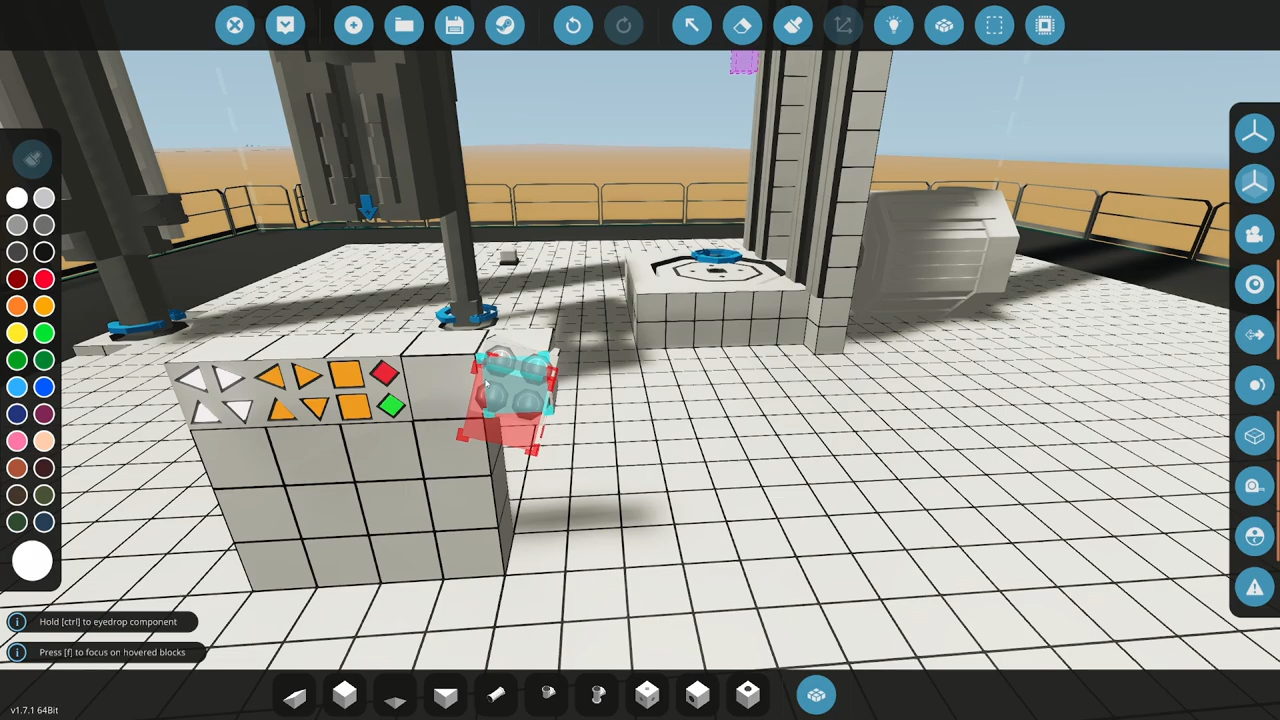 Hold [ctrl] to eyedrop component
Press [f] to focus on hovered blocks
v1.7.1 64Bit